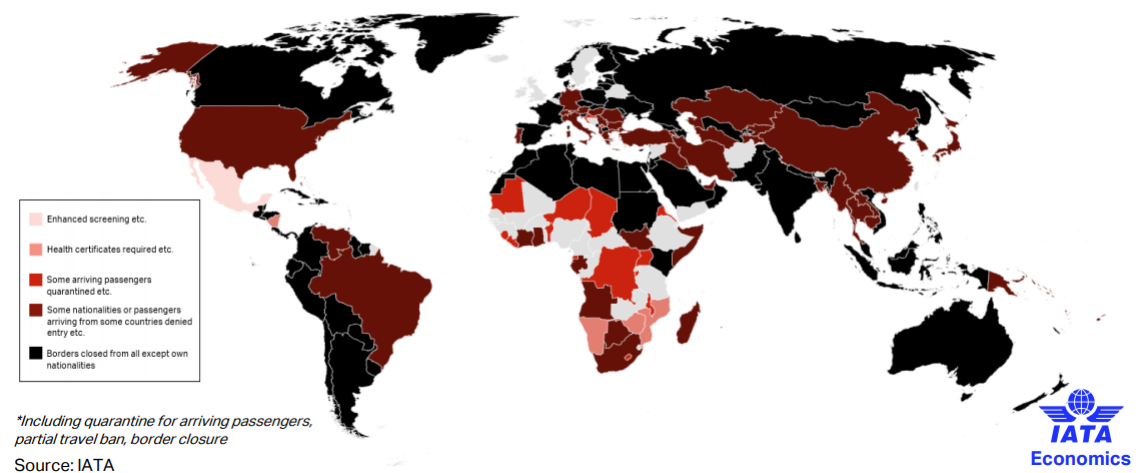 Enhanced screening etc.
Health certificates required etc.
Some arriving passengers
quarantined etc.
Some nationalities or passengers
arriving from some countries denied
entry etc.
Borders closed from all except own
nationalities
*Including quarantine for arriving passengers,
partial travel ban, border closure
Source: IATA
IATA
Economics